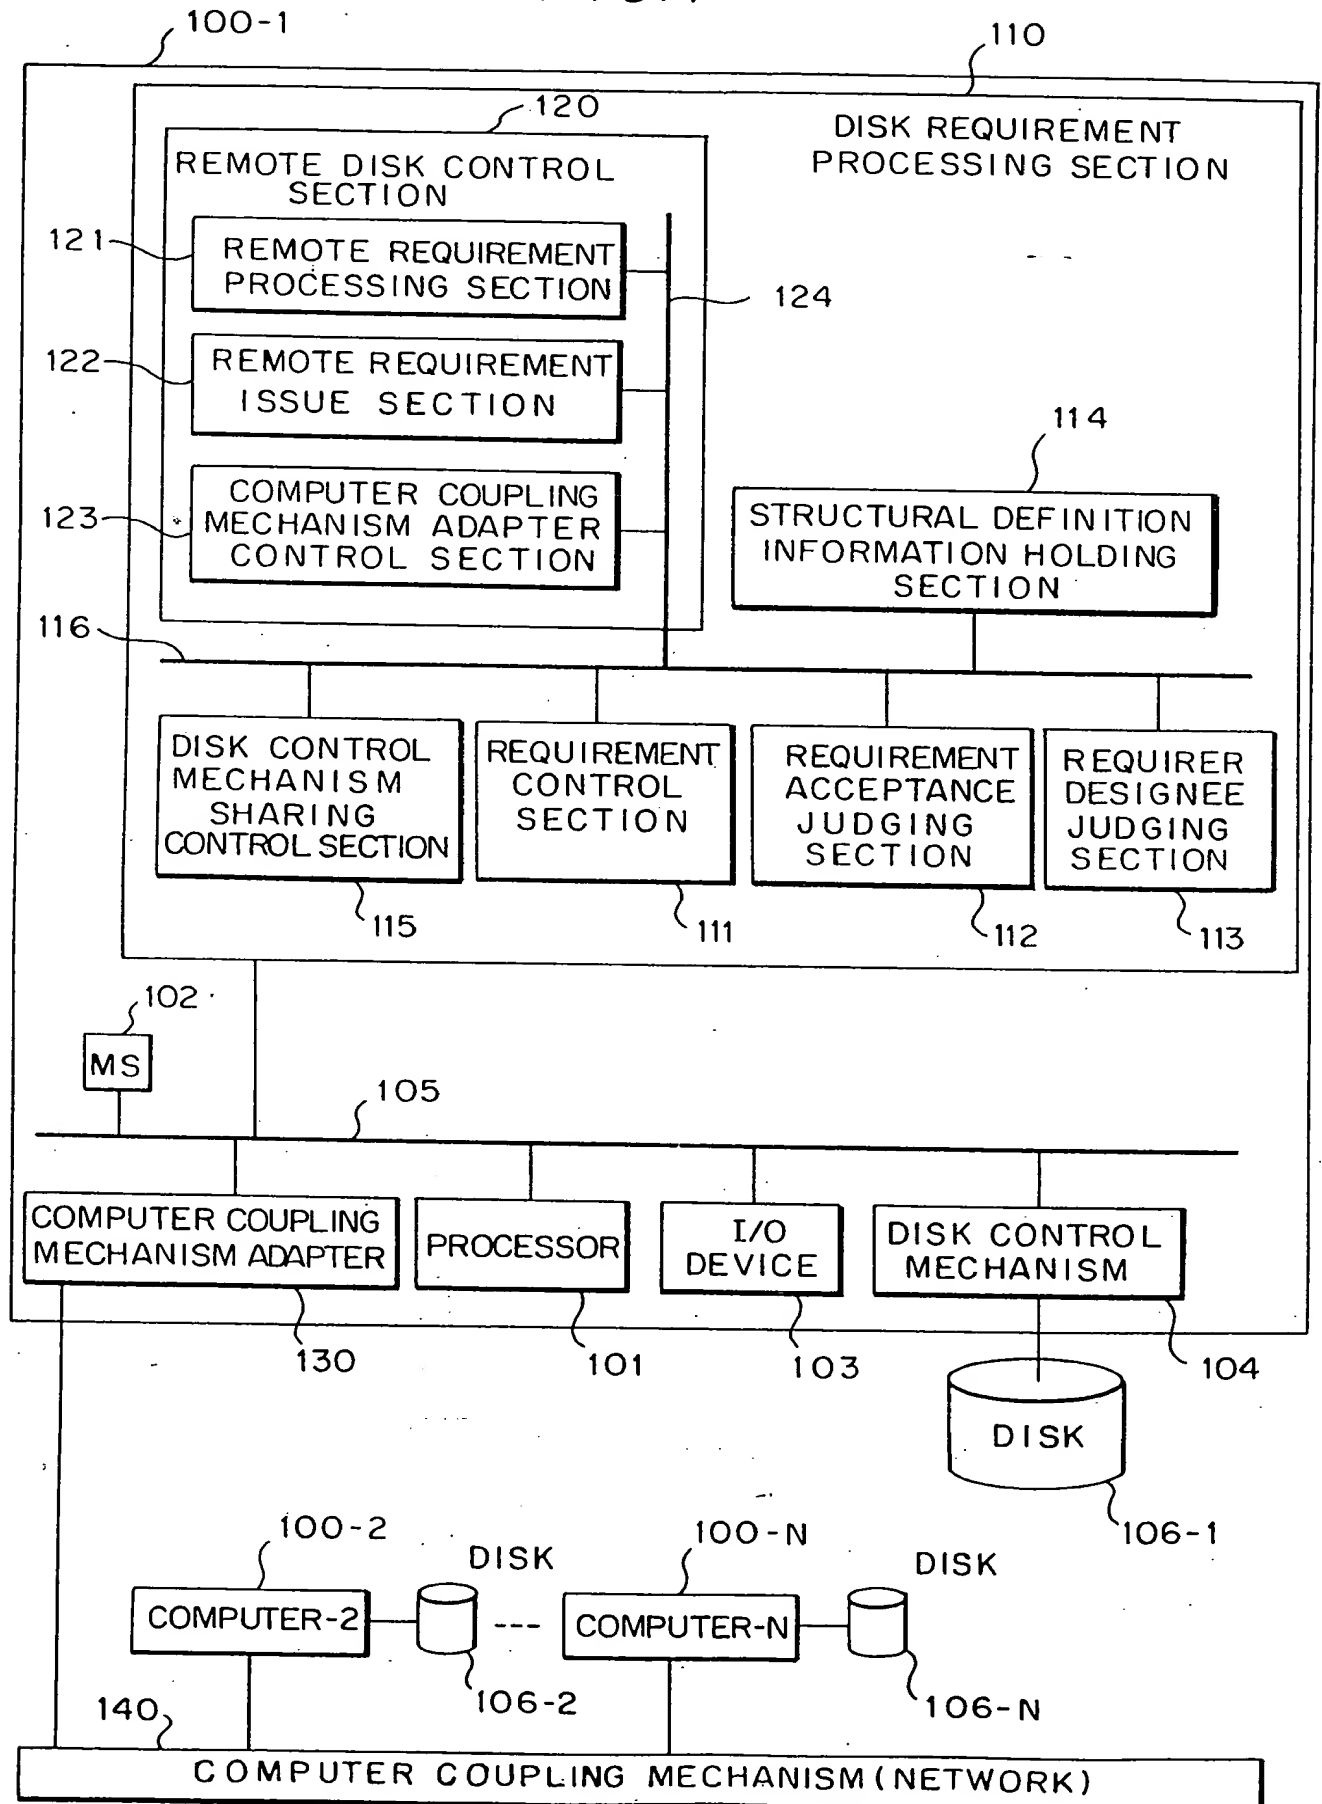 100-1
110
120
DISK REQUIREMENT
PROCESSING SECTION
REMOTE DISK CONTROL
SECTION
121
REMOTE REQUIREMENT
PROCESSING SECTION
124
122
REMOTE REQUIREMENT
ISSUE SECTION
114
123
COMPUTER COUPLING
MECHANISM ADAPTER
CONTROL SECTION
STRUCTURAL DEFINITION
INFORMATION HOLDING
SECTION
116
DISK CONTROL
MECHANISM
SHARING
CONTROL SECTION
REQUIREMENT
CONTROL
SECTION
REQUIREMENT
ACCEPTANCE
JUDGING
SECTION
REQUIRER
DESIGNEE
JUDGING
SECTION
115
111
112
113
102
MS
105
COMPUTER COUPLING
MECHANISM ADAPTER
PROCESSOR
I/O
DEVICE
DISK CONTROL
MECHANISM
130
101
103
104
DISK
106-1
100-2
DISK
100-N
DISK
COMPUTER-2
---
COMPUTER-N
106-2
106-N
140
COMPUTER COUPLING MECHANISM (NETWORK)